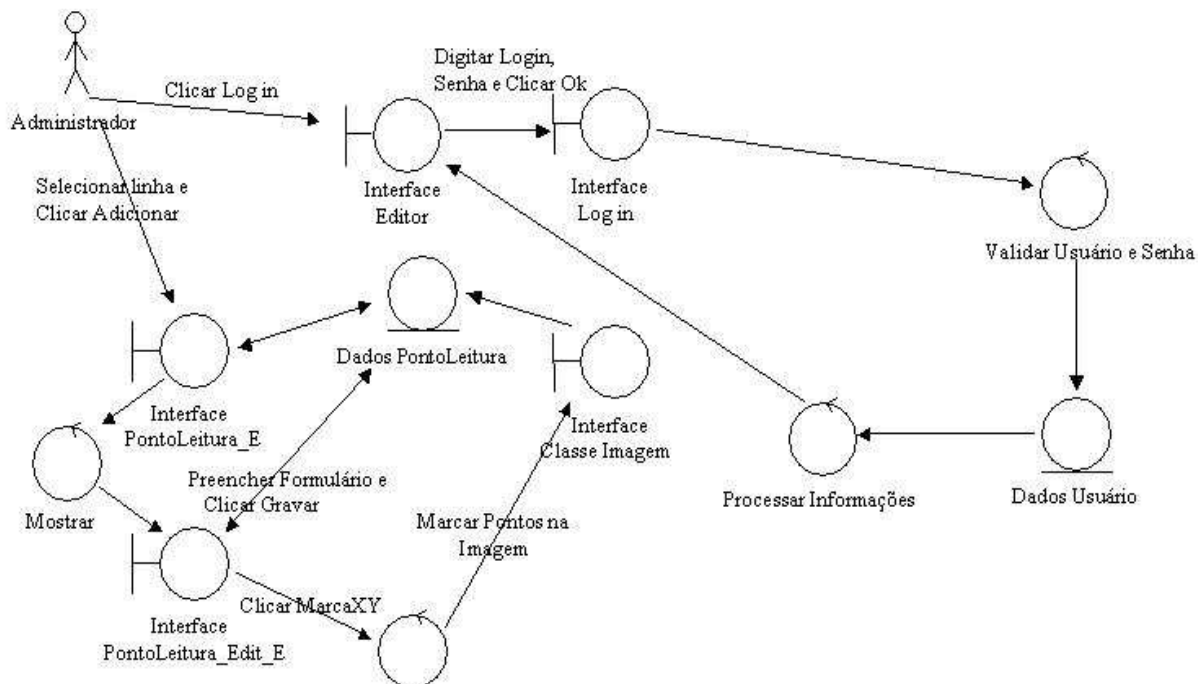 Administrador
Clicar Log in
Digitar Login,
Senha e Clicar Ok
Interface
Editor
Interface
Log in
Validar Usuário e Senha
Selecionar linha e
Clicar Adicionar
Dados PontoLeitura
Interface
PontoLeitura_E
Interface
Classe Imagem
Preencher Formulário e
Clicar Gravar
Mostrar
Processar Informações
Dados Usuário
Marcar Pontos na
Imagem
Clicar MarcaXY
Interface
PontoLeitura_Edit_E